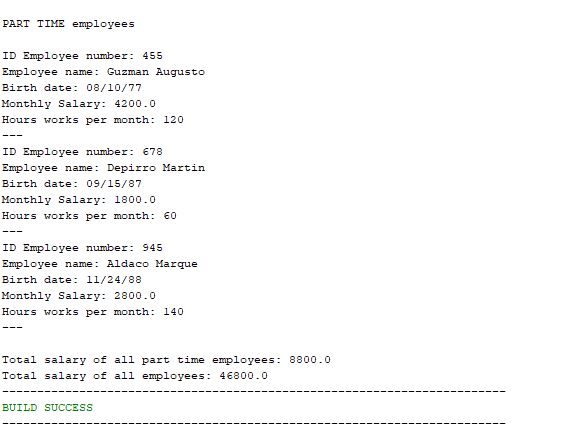 PART TIME employees
ID Employee number: 455
Employee name: Guzman Augusto
Birth date: 08/10/77
Monthly Salary: 4200.0
Hours works per month: 120
---
ID Employee number: 678
Employee name: Depirro Martin
Birth date: 09/15/87
Monthly Salary: 1800.0
Hours works per month: 60
---
ID Employee number: 945
Employee name: Aldaco Marque
Birth date: 11/24/88
Monthly Salary: 2800.0
Hours works per month: 140
---
Total salary of all part time employees: 8800.0
Total salary of all employees: 46800.0
------------------------------------------------------------------------
BUILD SUCCESS
------------------------------------------------------------------------